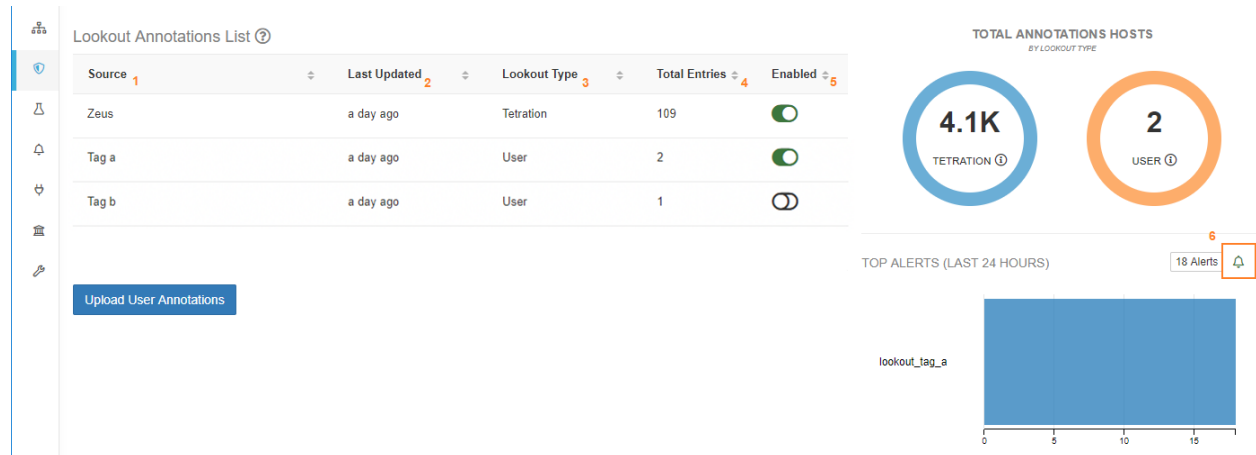 Lookout Annotations List ?
Source 1 Last Updated 2 Lookout Type 3 Total Entries 4 Enabled 5
Zeus a day ago Tetration 109
Tag a a day ago User 2
Tag b a day ago User 1
Upload User Annotations
TOTAL ANNOTATIONS HOSTS
BY LOOKOUT TYPE
4.1K
TETRATION i
2
USER i
6
TOP ALERTS (LAST 24 HOURS) 18 Alerts
lookout_tag_a
0 5 10 15